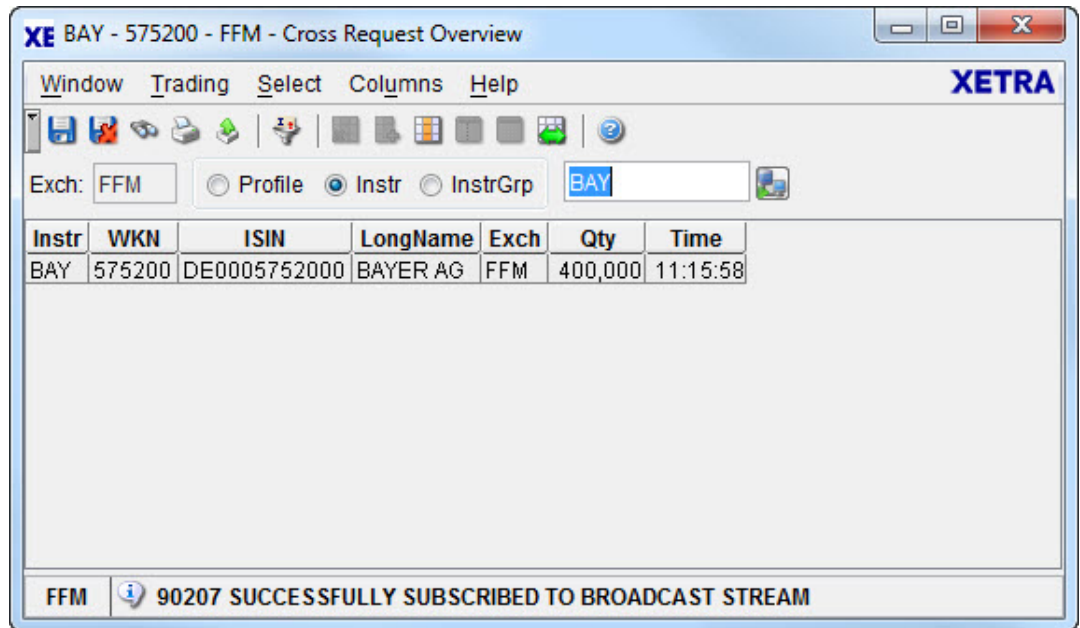 XE BAY - 575200 - FFM - Cross Request Overview
Window Trading Select Columns Help XETRA
Exch: FFM Profile Instr InstrGrp BAY
Instr WKN ISIN LongName Exch Qty Time
BAY 575200 DE0005752000 BAYER AG FFM 400,000 11:15:58
FFM 90207 SUCCESSFULLY SUBSCRIBED TO BROADCAST STREAM